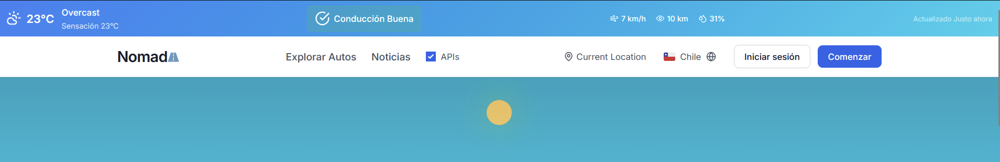 23°C
Overcast
Sensación 23°C
Conducción Buena
7 km/h
10 km
31%
Actualizado Justo ahora
Nomad
Explorar Autos
Noticias
APIs
Current Location
Chile
Iniciar sesión
Comenzar